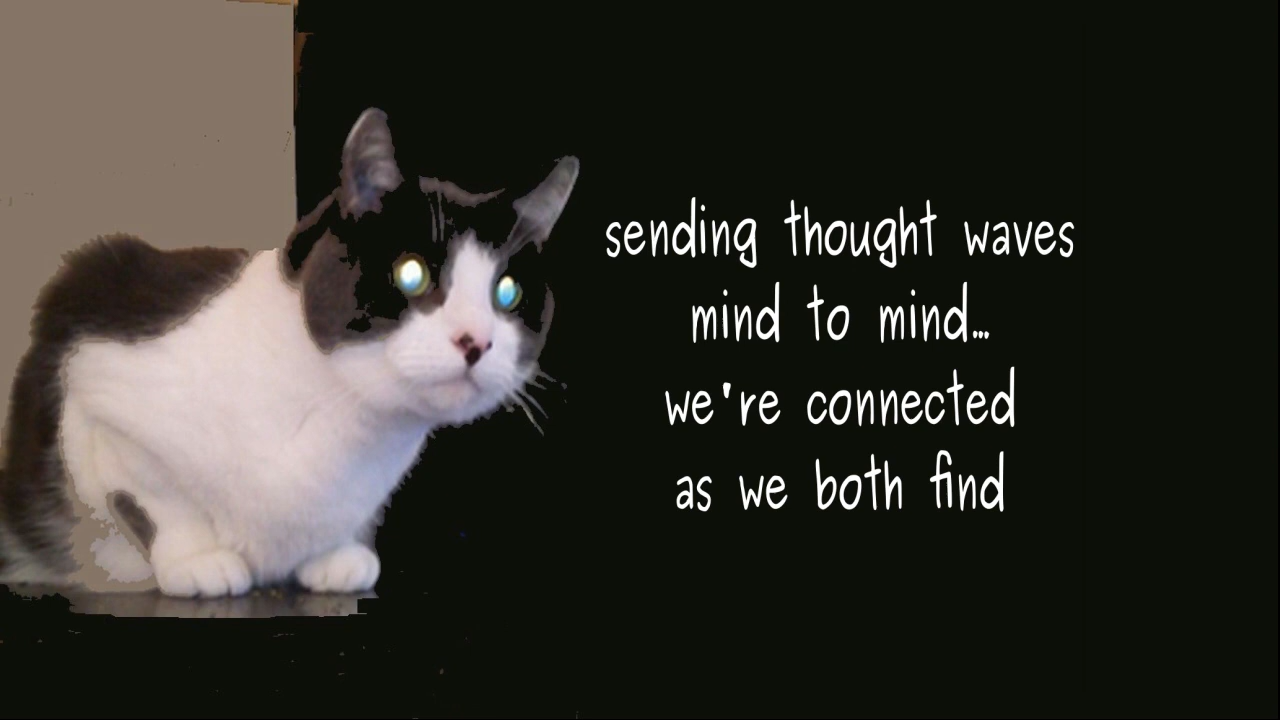 sending thought waves
mind to mind...
we're connected
as we both find